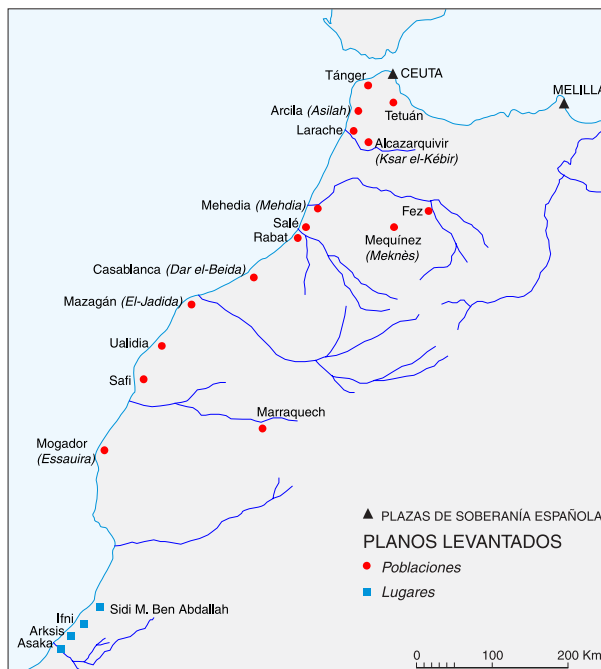 Tánger
CEUTA
MELILLA
Arcila (Asilah)
Tetuán
Larache
Alcazarquivir
(Ksar el-Kébir)
Mehedia (Mehdia)
Fez
Salé
Rabat
Mequínez
(Meknès)
Casablanca (Dar el-Beida)
Mazagán (El-Jadida)
Ualidia
Safi
Marraquech
Mogador
(Essauira)
PLAZAS DE SOBERANÍA ESPAÑOLA
PLANOS LEVANTADOS
Poblaciones
Lugares
Sidi M. Ben Abdallah
Ifni
Arksis
Asaka
0 100 200 Km